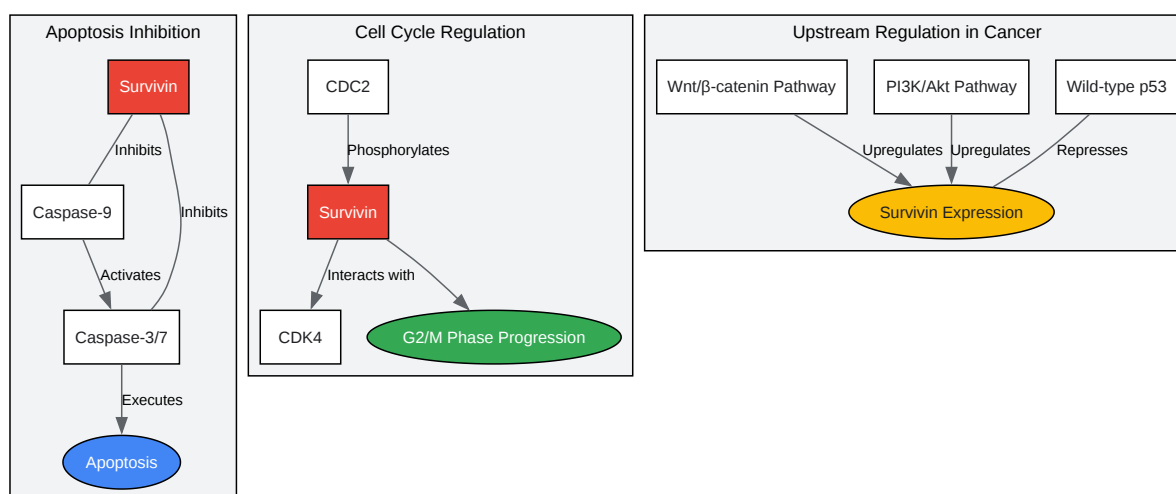 Apoptosis Inhibition
Survivin
Inhibits
Caspase-9
Inhibits
Activates
Caspase-3/7
Executes
Apoptosis
Cell Cycle Regulation
CDC2
Phosphorylates
Survivin
Interacts with
CDK4
G2/M Phase Progression
Upstream Regulation in Cancer
Wnt/β-catenin Pathway
PI3K/Akt Pathway
Wild-type p53
Upregulates
Upregulates
Represses
Survivin Expression